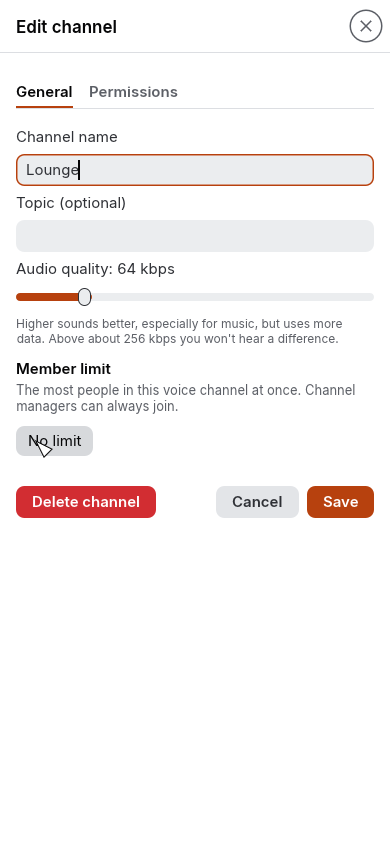 Edit channel
General
Permissions
Channel name
Lounge
Topic (optional)
Audio quality: 64 kbps
Higher sounds better, especially for music, but uses more
data. Above about 256 kbps you won't hear a difference.
Member limit
The most people in this voice channel at once. Channel
managers can always join.
No limit
Delete channel
Cancel
Save